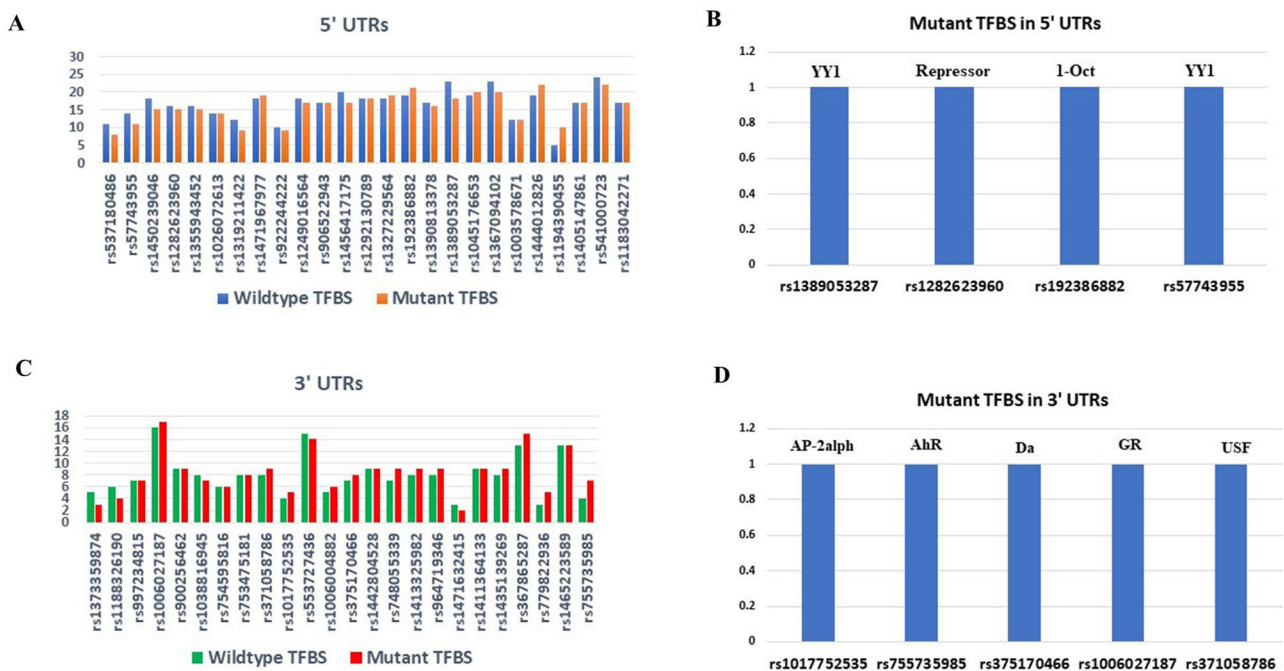 A
5' UTRs
30
25
20
15
10
5
0
rs537180486
rs57743955
rs1450239046
rs1282623960
rs1355943452
rs1026072613
rs1319211422
rs1471967977
rs922244222
rs1249016564
rs906522943
rs1456417175
rs1292130789
rs1327229564
rs192386882
rs1390813378
rs1389053287
rs1045176653
rs1367094102
rs1003578671
rs1444012826
rs1194390455
rs1405147861
rs541000723
rs1183042271
Wildtype TFBS Mutant TFBS
B
Mutant TFBS in 5' UTRs
1.2
1
0.8
0.6
0.4
0.2
0
YY1 Repressor 1-Oct YY1
rs1389053287 rs1282623960 rs192386882 rs57743955
C
3' UTRs
18
16
14
12
10
8
6
4
2
0
rs1373359874
rs1188326190
rs997234815
rs1006027187
rs900256462
rs1038816945
rs754595816
rs753475181
rs371058786
rs1017752535
rs553727436
rs1006004882
rs375170466
rs1442804528
rs748055339
rs1413325982
rs964719346
rs1471632415
rs1411364133
rs1435139269
rs367865287
rs779822936
rs1465223589
rs755735985
Wildtype TFBS Mutant TFBS
D
Mutant TFBS in 3' UTRs
1.2
1
0.8
0.6
0.4
0.2
0
AP-2alph AhR Da GR USF
rs1017752535 rs755735985 rs375170466 rs1006027187 rs371058786